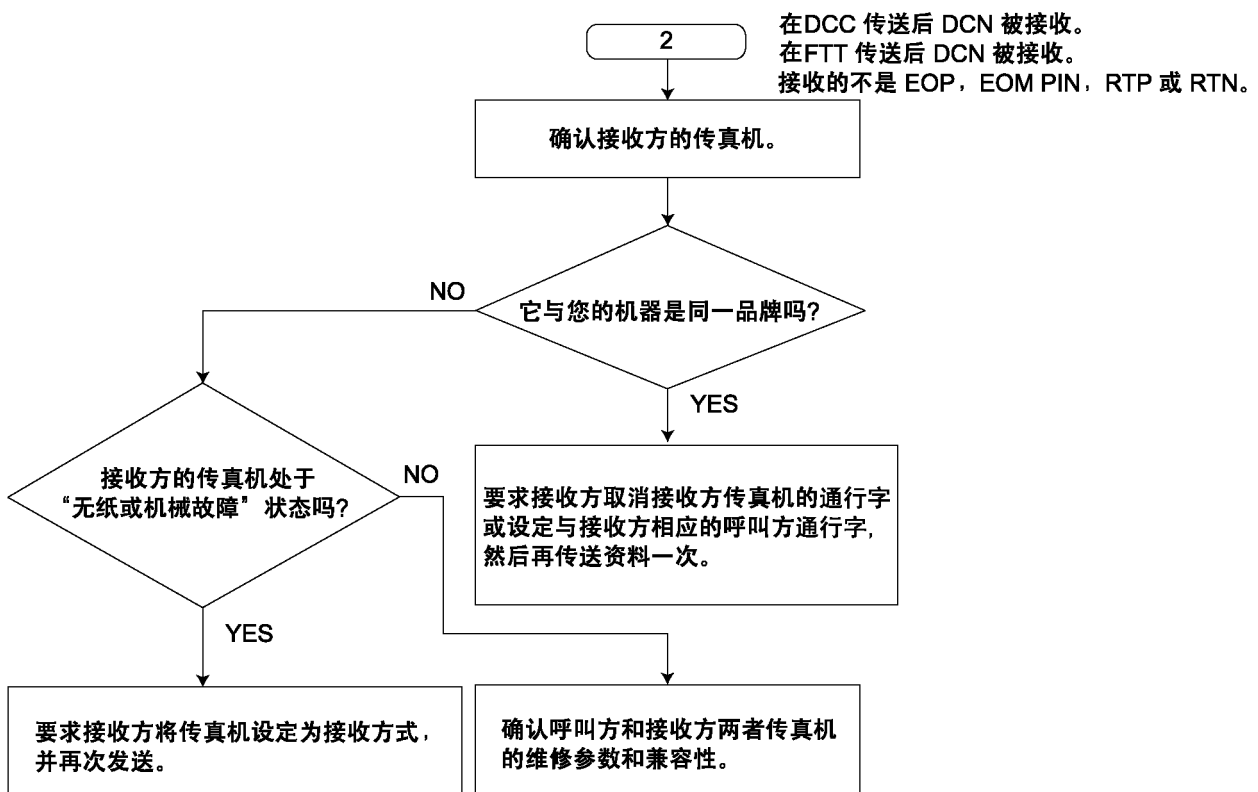 2
在DCC 传送后 DCN 被接收。
在FTT 传送后 DCN 被接收。
接收的不是 EOP，EOM PIN，RTP 或 RTN。
确认接收方的传真机。
它与您的机器是同一品牌吗？
NO
YES
接收方的传真机处于
“无纸或机械故障”状态吗？
NO
YES
要求接收方取消接收方传真机的通行字
或设定与接收方相应的呼叫方通行字，
然后再传送资料一次。
要求接收方将传真机设定为接收方式，
并再次发送。
确认呼叫方和接收方两者传真机
的维修参数和兼容性。